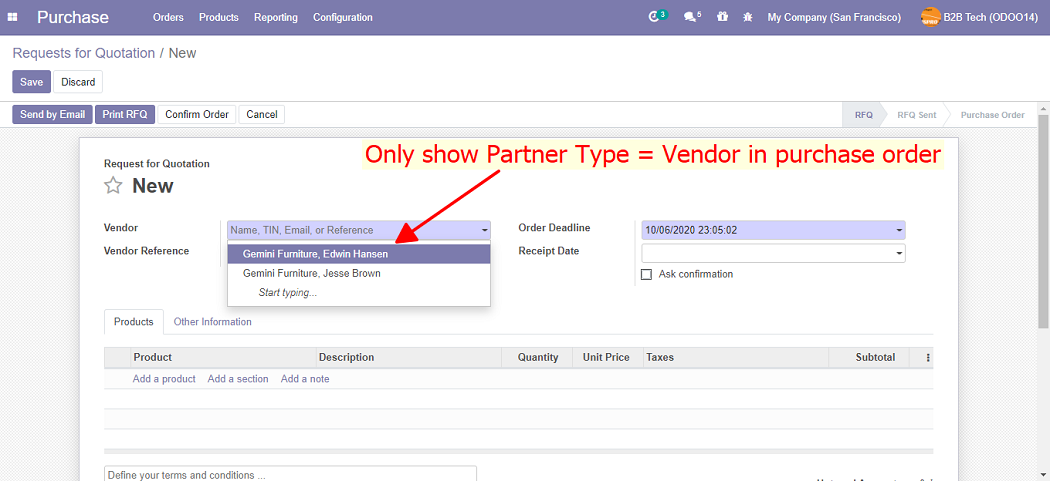 Purchase Orders Products Reporting Configuration 3 5 My Company (San Francisco) B2B Tech (ODOO14)
Requests for Quotation / New
Save Discard
Send by Email Print RFQ Confirm Order Cancel RFQ RFQ Sent Purchase Order
Only show Partner Type = Vendor in purchase order
Request for Quotation
New
Vendor Name, TIN, Email, or Reference Order Deadline 10/06/2020 23:05:02
Vendor Reference Gemini Furniture, Edwin Hansen Receipt Date
Gemini Furniture, Jesse Brown Ask confirmation
Start typing...
Products Other Information
Product Description Quantity Unit Price Taxes Subtotal
Add a product Add a section Add a note
Define your terms and conditions ...